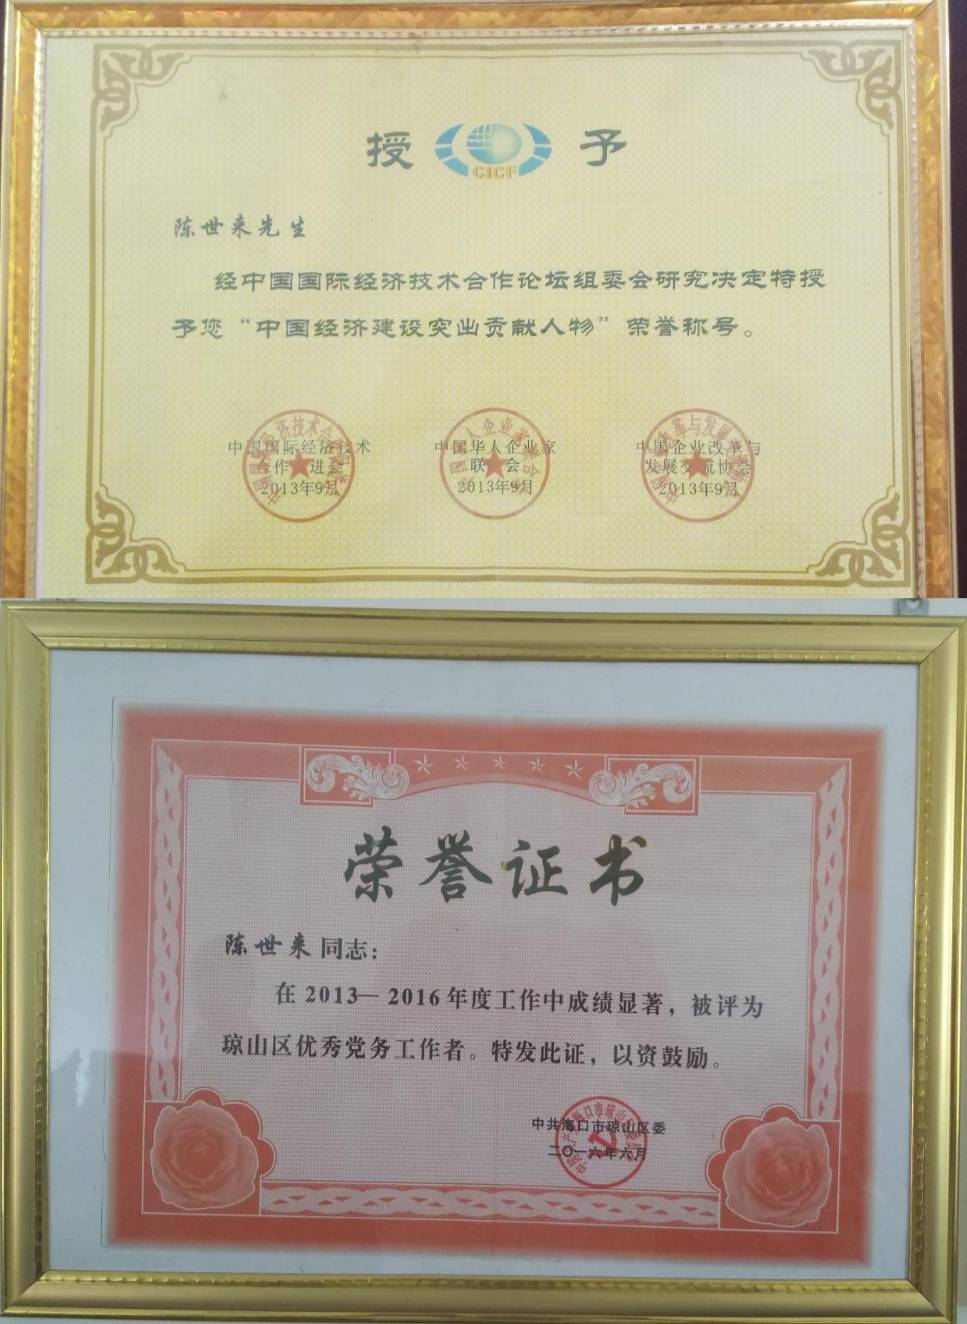 授 CICF 予
陈世来先生
经中国国际经济技术合作论坛组委会研究决定特授
予您“中国经济建设突出贡献人物”荣誉称号。
中国国际经济技术
合作 进会
2013年9月
中国华人企业家
联 会
2013年9月
中国企业改革与
发展交流协会
2013年9月
荣誉证书
陈世来同志：
在2013—2016年度工作中成绩显著，被评为
琼山区优秀党务工作者。特发此证，以资鼓励。
中共海口市琼山区委
二〇一六年六月